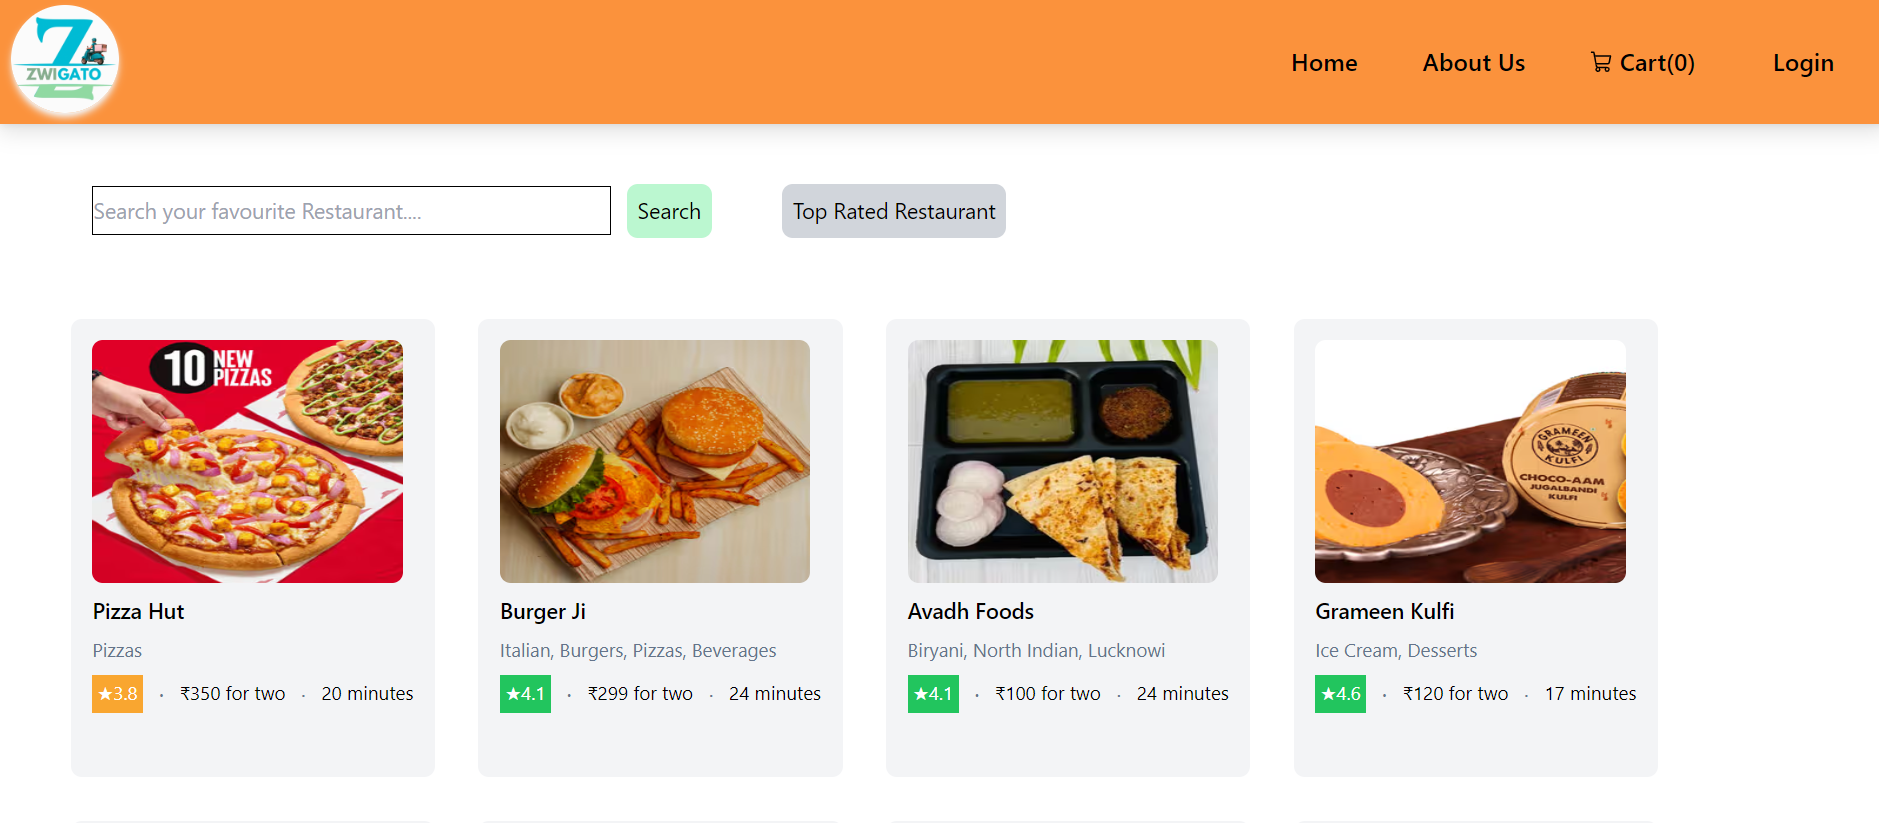 Z
ZWIGATO
Home
About Us
Cart(0)
Login
Search your favourite Restaurant....
Search
Top Rated Restaurant
10 NEW
PIZZAS
GRAMEEN
KULFI
CHOCO-AAM
JUGALBANDI
KULFI
Pizza Hut
Pizzas
★3.8 · ₹350 for two · 20 minutes
Burger Ji
Italian, Burgers, Pizzas, Beverages
★4.1 · ₹299 for two · 24 minutes
Avadh Foods
Biryani, North Indian, Lucknowi
★4.1 · ₹100 for two · 24 minutes
Grameen Kulfi
Ice Cream, Desserts
★4.6 · ₹120 for two · 17 minutes